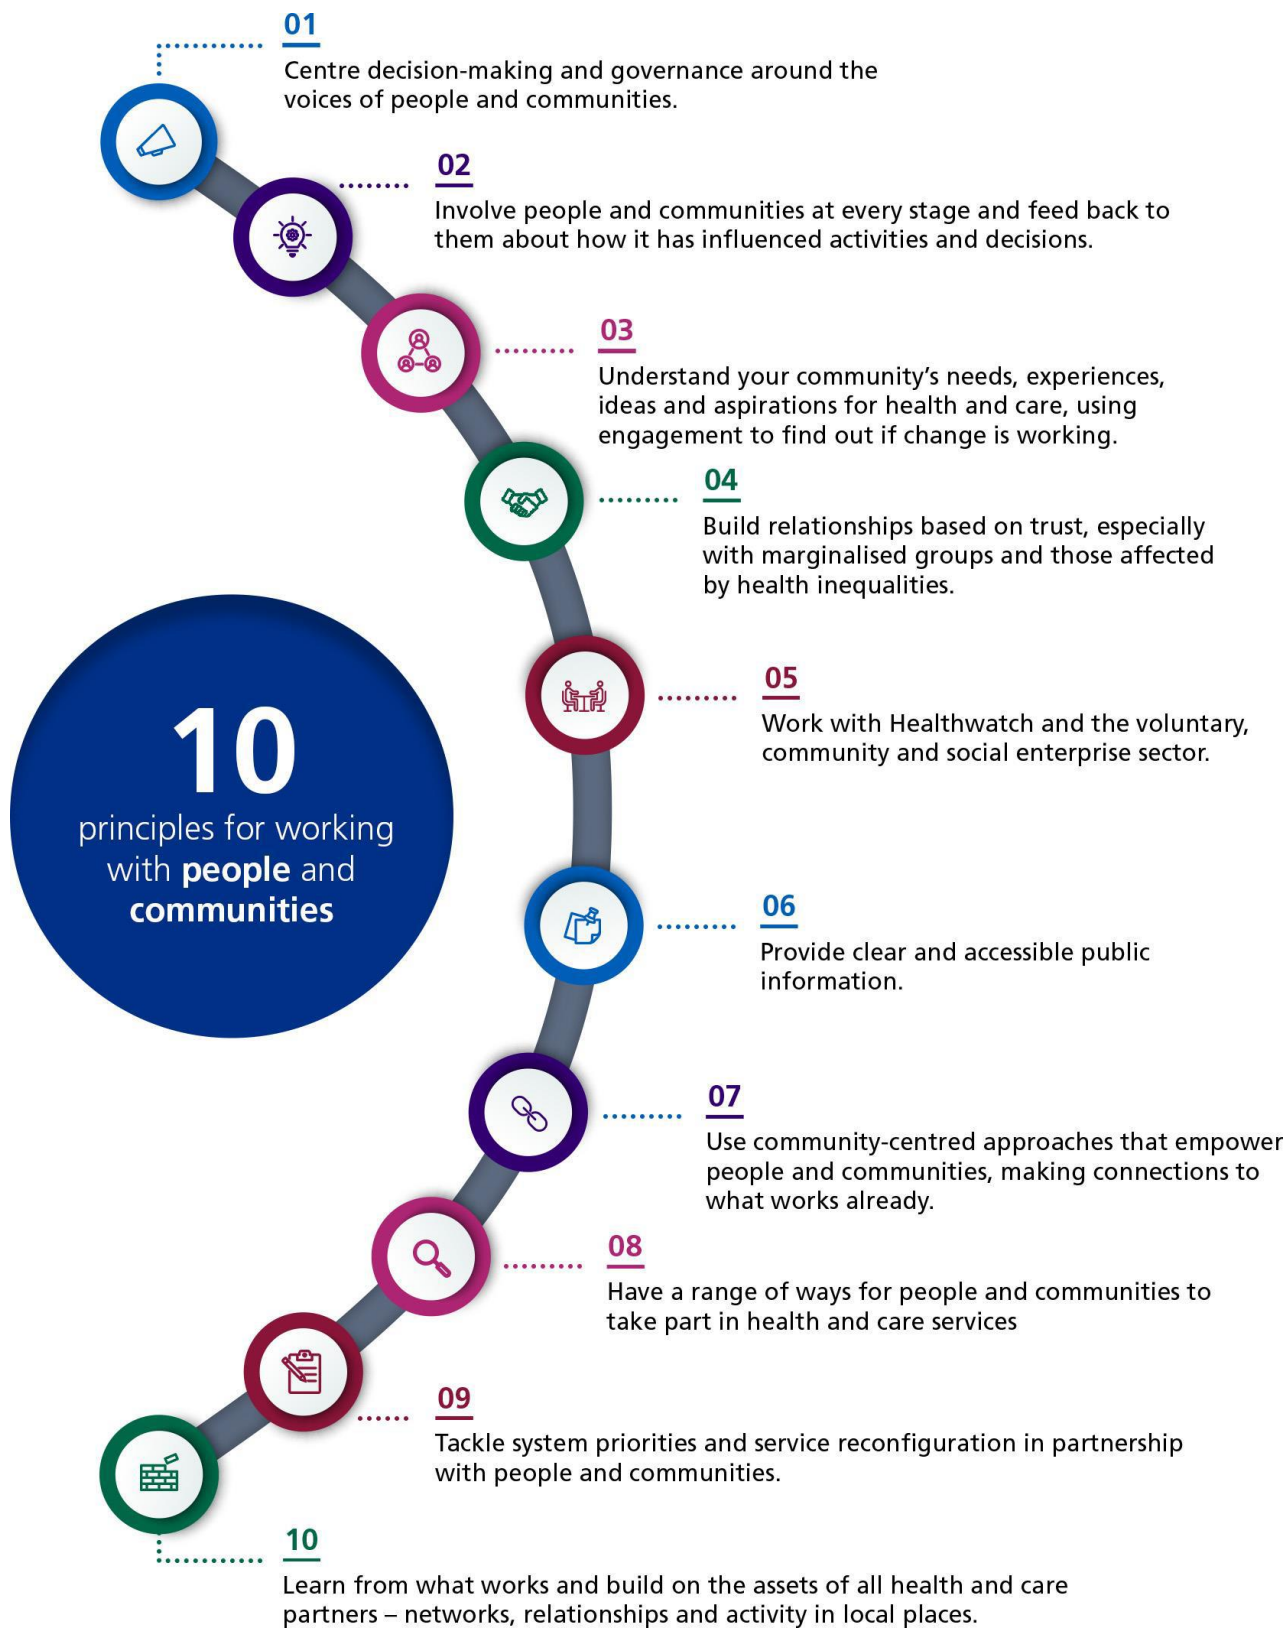 01
Centre decision-making and governance around the
voices of people and communities.
02
Involve people and communities at every stage and feed back to
them about how it has influenced activities and decisions.
03
Understand your community’s needs, experiences,
ideas and aspirations for health and care, using
engagement to find out if change is working.
04
Build relationships based on trust, especially
with marginalised groups and those affected
by health inequalities.
10
principles for working
with people and
communities
05
Work with Healthwatch and the voluntary,
community and social enterprise sector.
06
Provide clear and accessible public
information.
07
Use community-centred approaches that empower
people and communities, making connections to
what works already.
08
Have a range of ways for people and communities to
take part in health and care services
09
Tackle system priorities and service reconfiguration in partnership
with people and communities.
10
Learn from what works and build on the assets of all health and care
partners – networks, relationships and activity in local places.